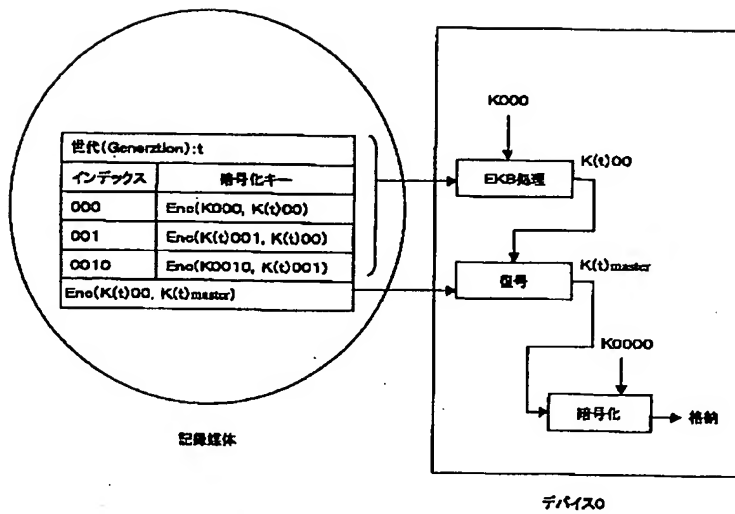 世代(Generztion):t
インデックス 暗号化キー
000 Enc(K000, K(t)00)
001 Enc(K(t)001, K(t)00)
0010 Enc(K0010, K(t)001)
Enc(K(t)00, K(t)master)
記録媒体
K000
EKB処理
K(t)00
復号
K(t)master
K0000
暗号化
格納
デバイス0